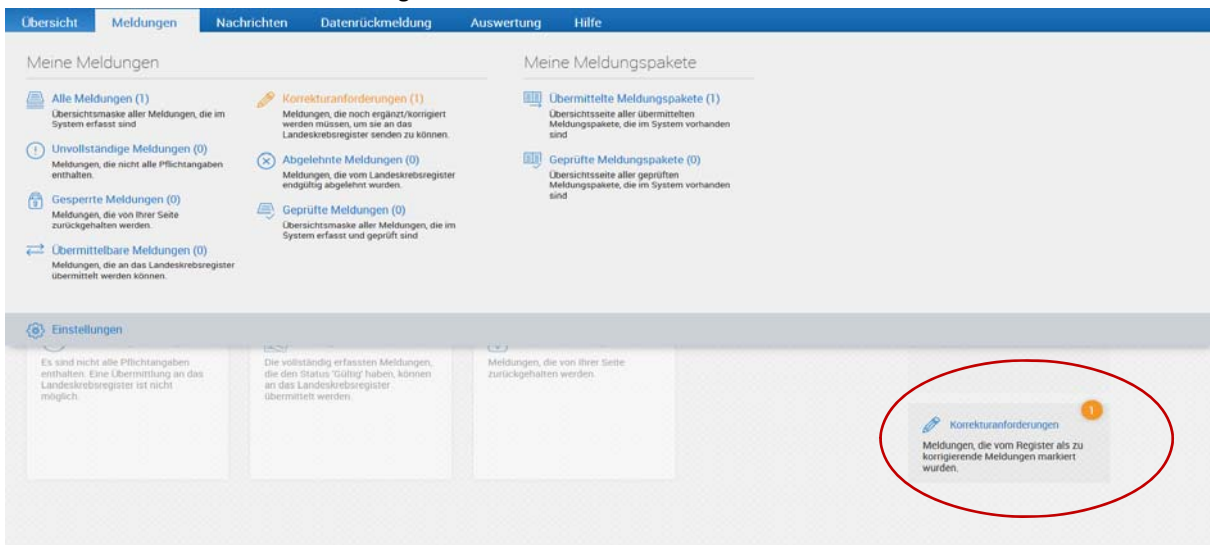 Übersicht Meldungen Nachrichten Datenrückmeldung Auswertung Hilfe
Meine Meldungen
Alle Meldungen (1)
Übersichtsmaske aller Meldungen, die im
System erfasst sind
Unvollständige Meldungen (0)
Meldungen, die nicht alle Pflichtangaben
enthalten.
Gesperrte Meldungen (0)
Meldungen, die von Ihrer Seite
zurückgehalten werden.
Übermittelbare Meldungen (0)
Meldungen, die an das Landeskrebsregister
übermittelt werden können.
Korrekturanforderungen (1)
Meldungen, die noch ergänzt/korrigiert
werden müssen, um sie an das
Landeskrebsregister senden zu können.
Abgelehnte Meldungen (0)
Meldungen, die vom Landeskrebsregister
endgültig abgelehnt wurden.
Geprüfte Meldungen (0)
Übersichtsmaske aller Meldungen, die im
System erfasst und geprüft sind
Meine Meldungspakete
Übermittelte Meldungspakete (1)
Übersichtsseite aller übermittelten
Meldungspakete, die im System vorhanden
sind
Geprüfte Meldungspakete (0)
Übersichtsseite aller geprüften
Meldungspakete, die im System vorhanden
sind
Einstellungen
Es sind nicht alle Pflichtangaben
enthalten. Eine Übermittlung an das
Landeskrebsregister ist nicht
möglich.
Die vollständig erfassten Meldungen,
die den Status 'Gültig' haben, können
an das Landeskrebsregister
übermittelt werden.
Meldungen, die von Ihrer Seite
zurückgehalten werden.
1
Korrekturanforderungen
Meldungen, die vom Register als zu
korrigierende Meldungen markiert
wurden.